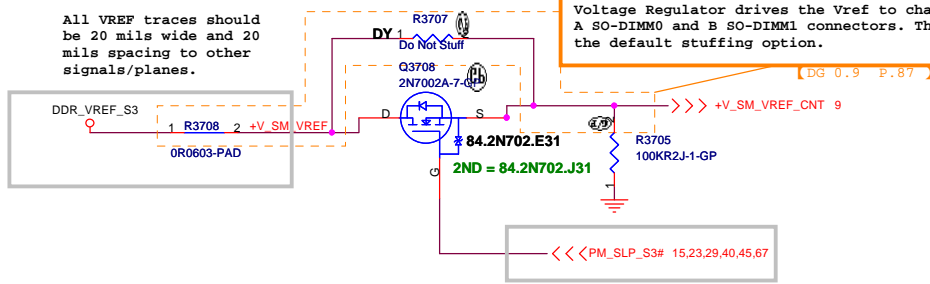 All VREF traces should
be 20 mils wide and 20
mils spacing to other
signals/planes.
Voltage Regulator drives the Vref to cha
A SO-DIMM0 and B SO-DIMM1 connectors. Th
the default stuffing option.
[ DG 0.9 P.87 ]
R3707
DY 1
Do Not Stuff
Q3708
2N7002A-7-GP
DDR_VREF_S3
1 R3708 2 +V_SM_VREF
0R0603-PAD
D S
G
84.2N702.E31
2ND = 84.2N702.J31
+V_SM_VREF_CNT 9
R3705
100KR2J-1-GP
1
PM_SLP_S3# 15,23,29,40,45,67